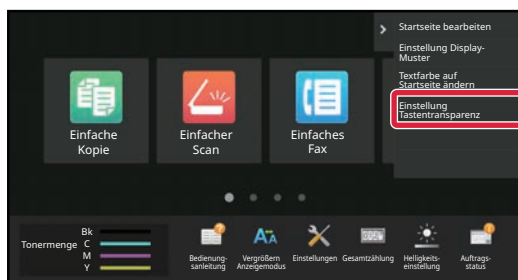 Startseite bearbeiten
Einstellung Display-
Muster
Textfarbe auf
Startseite ändern
Einstellung
Tastentransparenz
Einfache
Kopie
Einfacher
Scan
Einfaches
Fax
Tonermenge
Bk
C
M
Y
Bedienung-
sanleitung
Vergrößern
Anzeigemodus
Einstellungen
Gesamtzählung
Helligkeits-
einstellung
Auftrags-
status